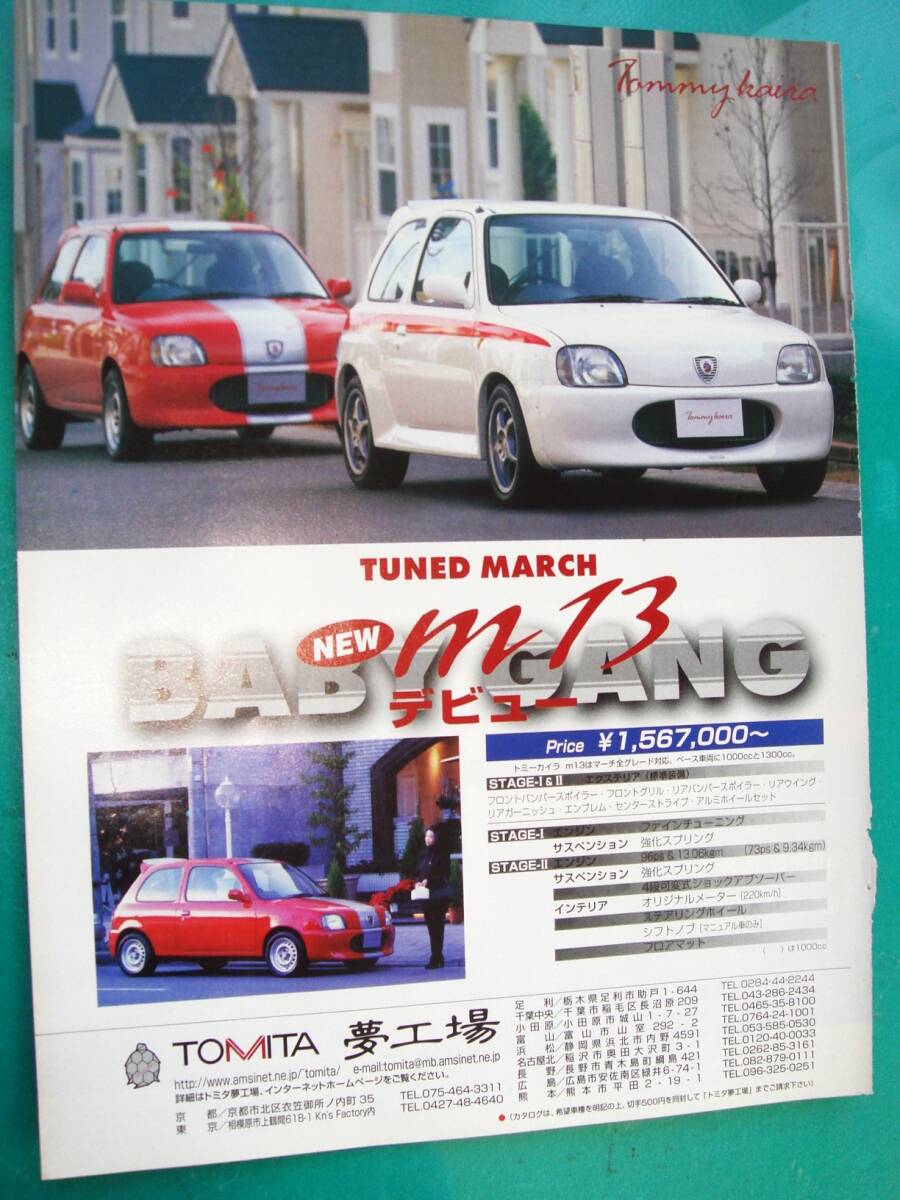 Tommykaira
Tommykaira
Tommykaira
TUNED MARCH
BABY GANG
NEW m13
デビュー
Price ¥1,567,000～
トミーカイラ m13はマーチ全グレード対応、ベース車両に1000ccと1300cc。
STAGE-I & II エクステリア（標準装備）
フロントバンパースポイラー・フロントグリル・リアバンパースポイラー・リアウイング・
リアガーニッシュ・エンブレム・センターストライプ・アルミホイールセット
STAGE-I エンジン ファインチューニング
サスペンション 強化スプリング
STAGE-II エンジン 96ps & 13.06kgm (73ps & 9.34kgm)
サスペンション 強化スプリング
4段可変式ショックアブソーバー
インテリア オリジナルメーター [220km/h]
ステアリングホイール
シフトノブ [マニュアル車のみ]
フロアマット
（ ）は1000cc
TOMITA 夢工場
http://www.amsinet.ne.jp/~tomita/ e-mail:tomita@mb.amsinet.ne.jp
詳細はトミタ夢工場、インターネットホームページをご覧ください。
京 都／京都市北区衣笠御所ノ内町 35 TEL.075-464-3311
東 京／相模原市上鶴間618-1 Kn's Factory内 TEL.0427-48-4640
足 利／栃木県足利市助戸1-644 TEL.0284-44-2244
千葉中央／千葉市稲毛区長沼原209 TEL.043-286-2434
小田原／小田原市城山1-7-27 TEL.0465-35-8100
富 山／富山市山室292-2 TEL.0764-24-1001
浜 松／静岡県浜北市内野4591 TEL.053-585-0530
名古屋北／稲沢市奥田大沢町3-1 TEL.0120-40-0033
長 野／長野市青木島町綱島421 TEL.0262-85-3161
広 島／広島市安佐南区緑井6-74-1 TEL.082-879-0111
熊 本／熊本市平田2-19-1 TEL.096-325-0251
●（カタログは、希望車種を明記の上、切手500円を同封して「トミタ夢工場」までご請求下さい）